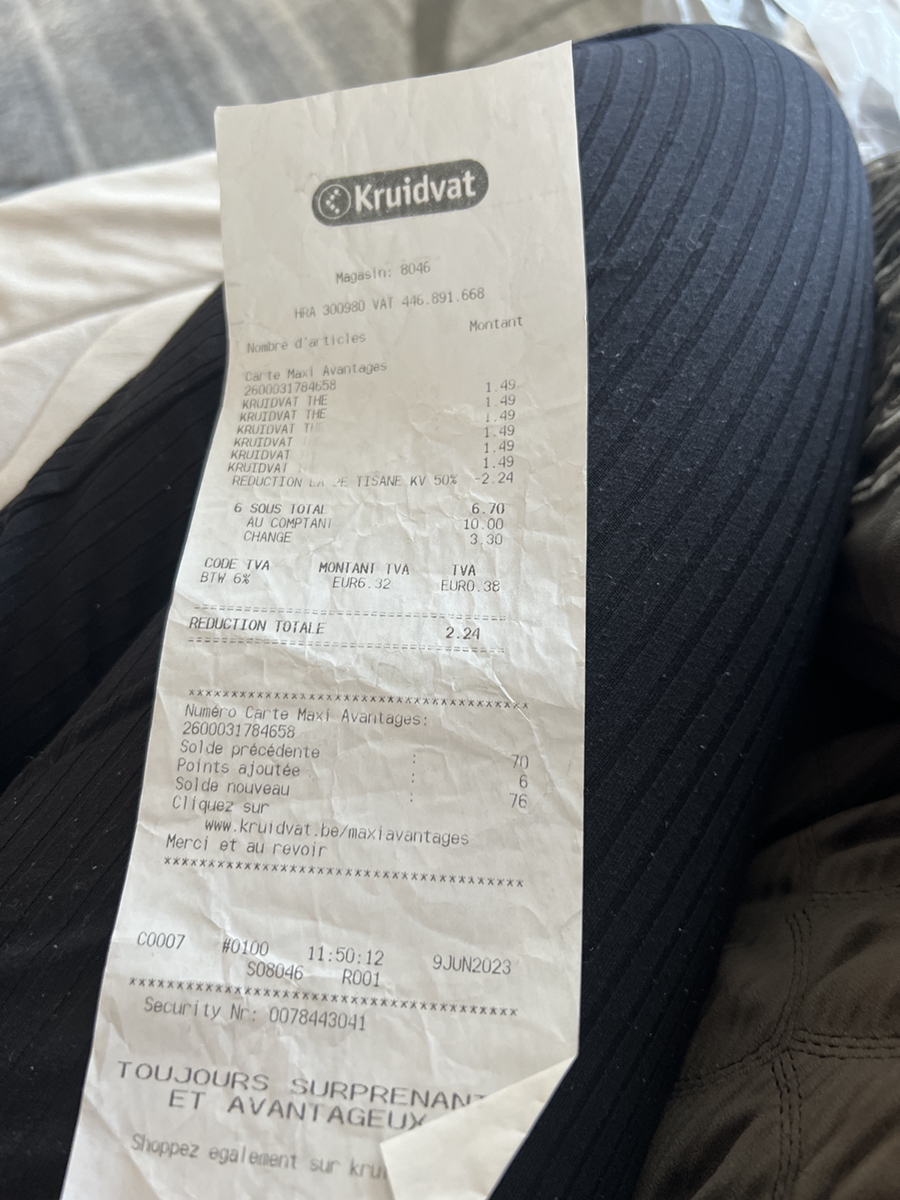 Kruidvat
Magasin: 8046
HRA 300980 VAT 446.891.668
Nombre d'articles Montant
Carte Maxi Avantages
2600031784658
KRUIDVAT THE 1.49
KRUIDVAT THE 1.49
KRUIDVAT 1.49
KRUIDVAT 1.49
KRUIDVAT 1.49
KRUIDVAT 1.49
REDUCTION TISANE KV 50% -2.24
6 SOUS TOTAL 6.70
AU COMPTANT 10.00
CHANGE 3.30
CODE TVA MONTANT TVA TVA
BTW 6% EUR6.32 EUR0.38
REDUCTION TOTALE 2.24
Numéro Carte Maxi Avantages:
2600031784658
Solde précédente : 70
Points ajoutée : 6
Solde nouveau : 76
Cliquez sur
www.kruidvat.be/maxiavantages
Merci et au revoir
C0007 #0100 11:50:12 9JUN2023
S08046 R001
Security Nr: 0078443041
TOUJOURS SURPRENANT
ET AVANTAGEUX
Shoppez egalement sur krui